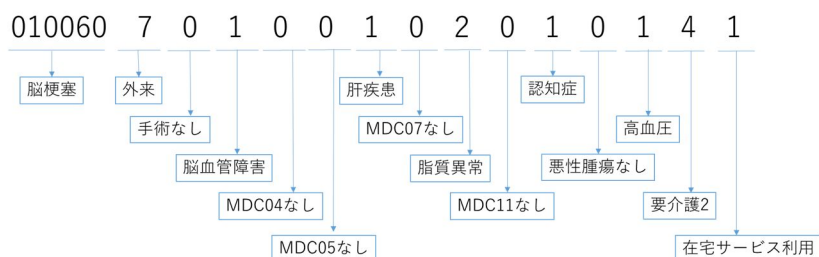 010060 7 0 1 0 0 1 0 2 0 1 0 1 4 1
脳梗塞 外来 肝疾患 認知症
手術なし MDC07なし 高血圧
脳血管障害 脂質異常 悪性腫瘍なし
MDC04なし MDC11なし 要介護2
MDC05なし 在宅サービス利用